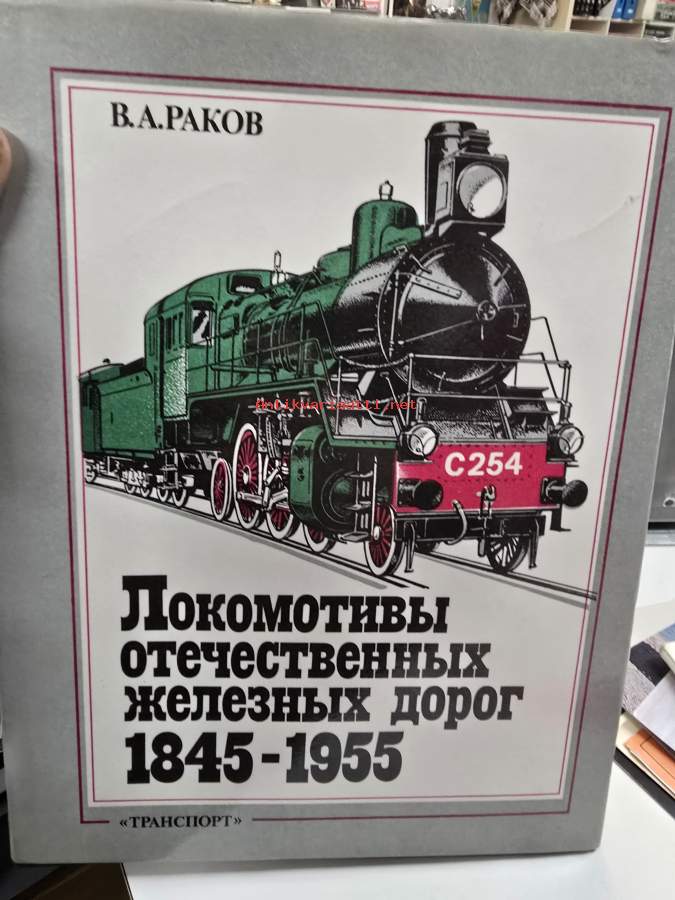 В.А.РАКОВ
antikvariaatti.net
С254
Локомотивы
отечественных
железных дорог
1845-1955
«ТРАНСПОРТ»